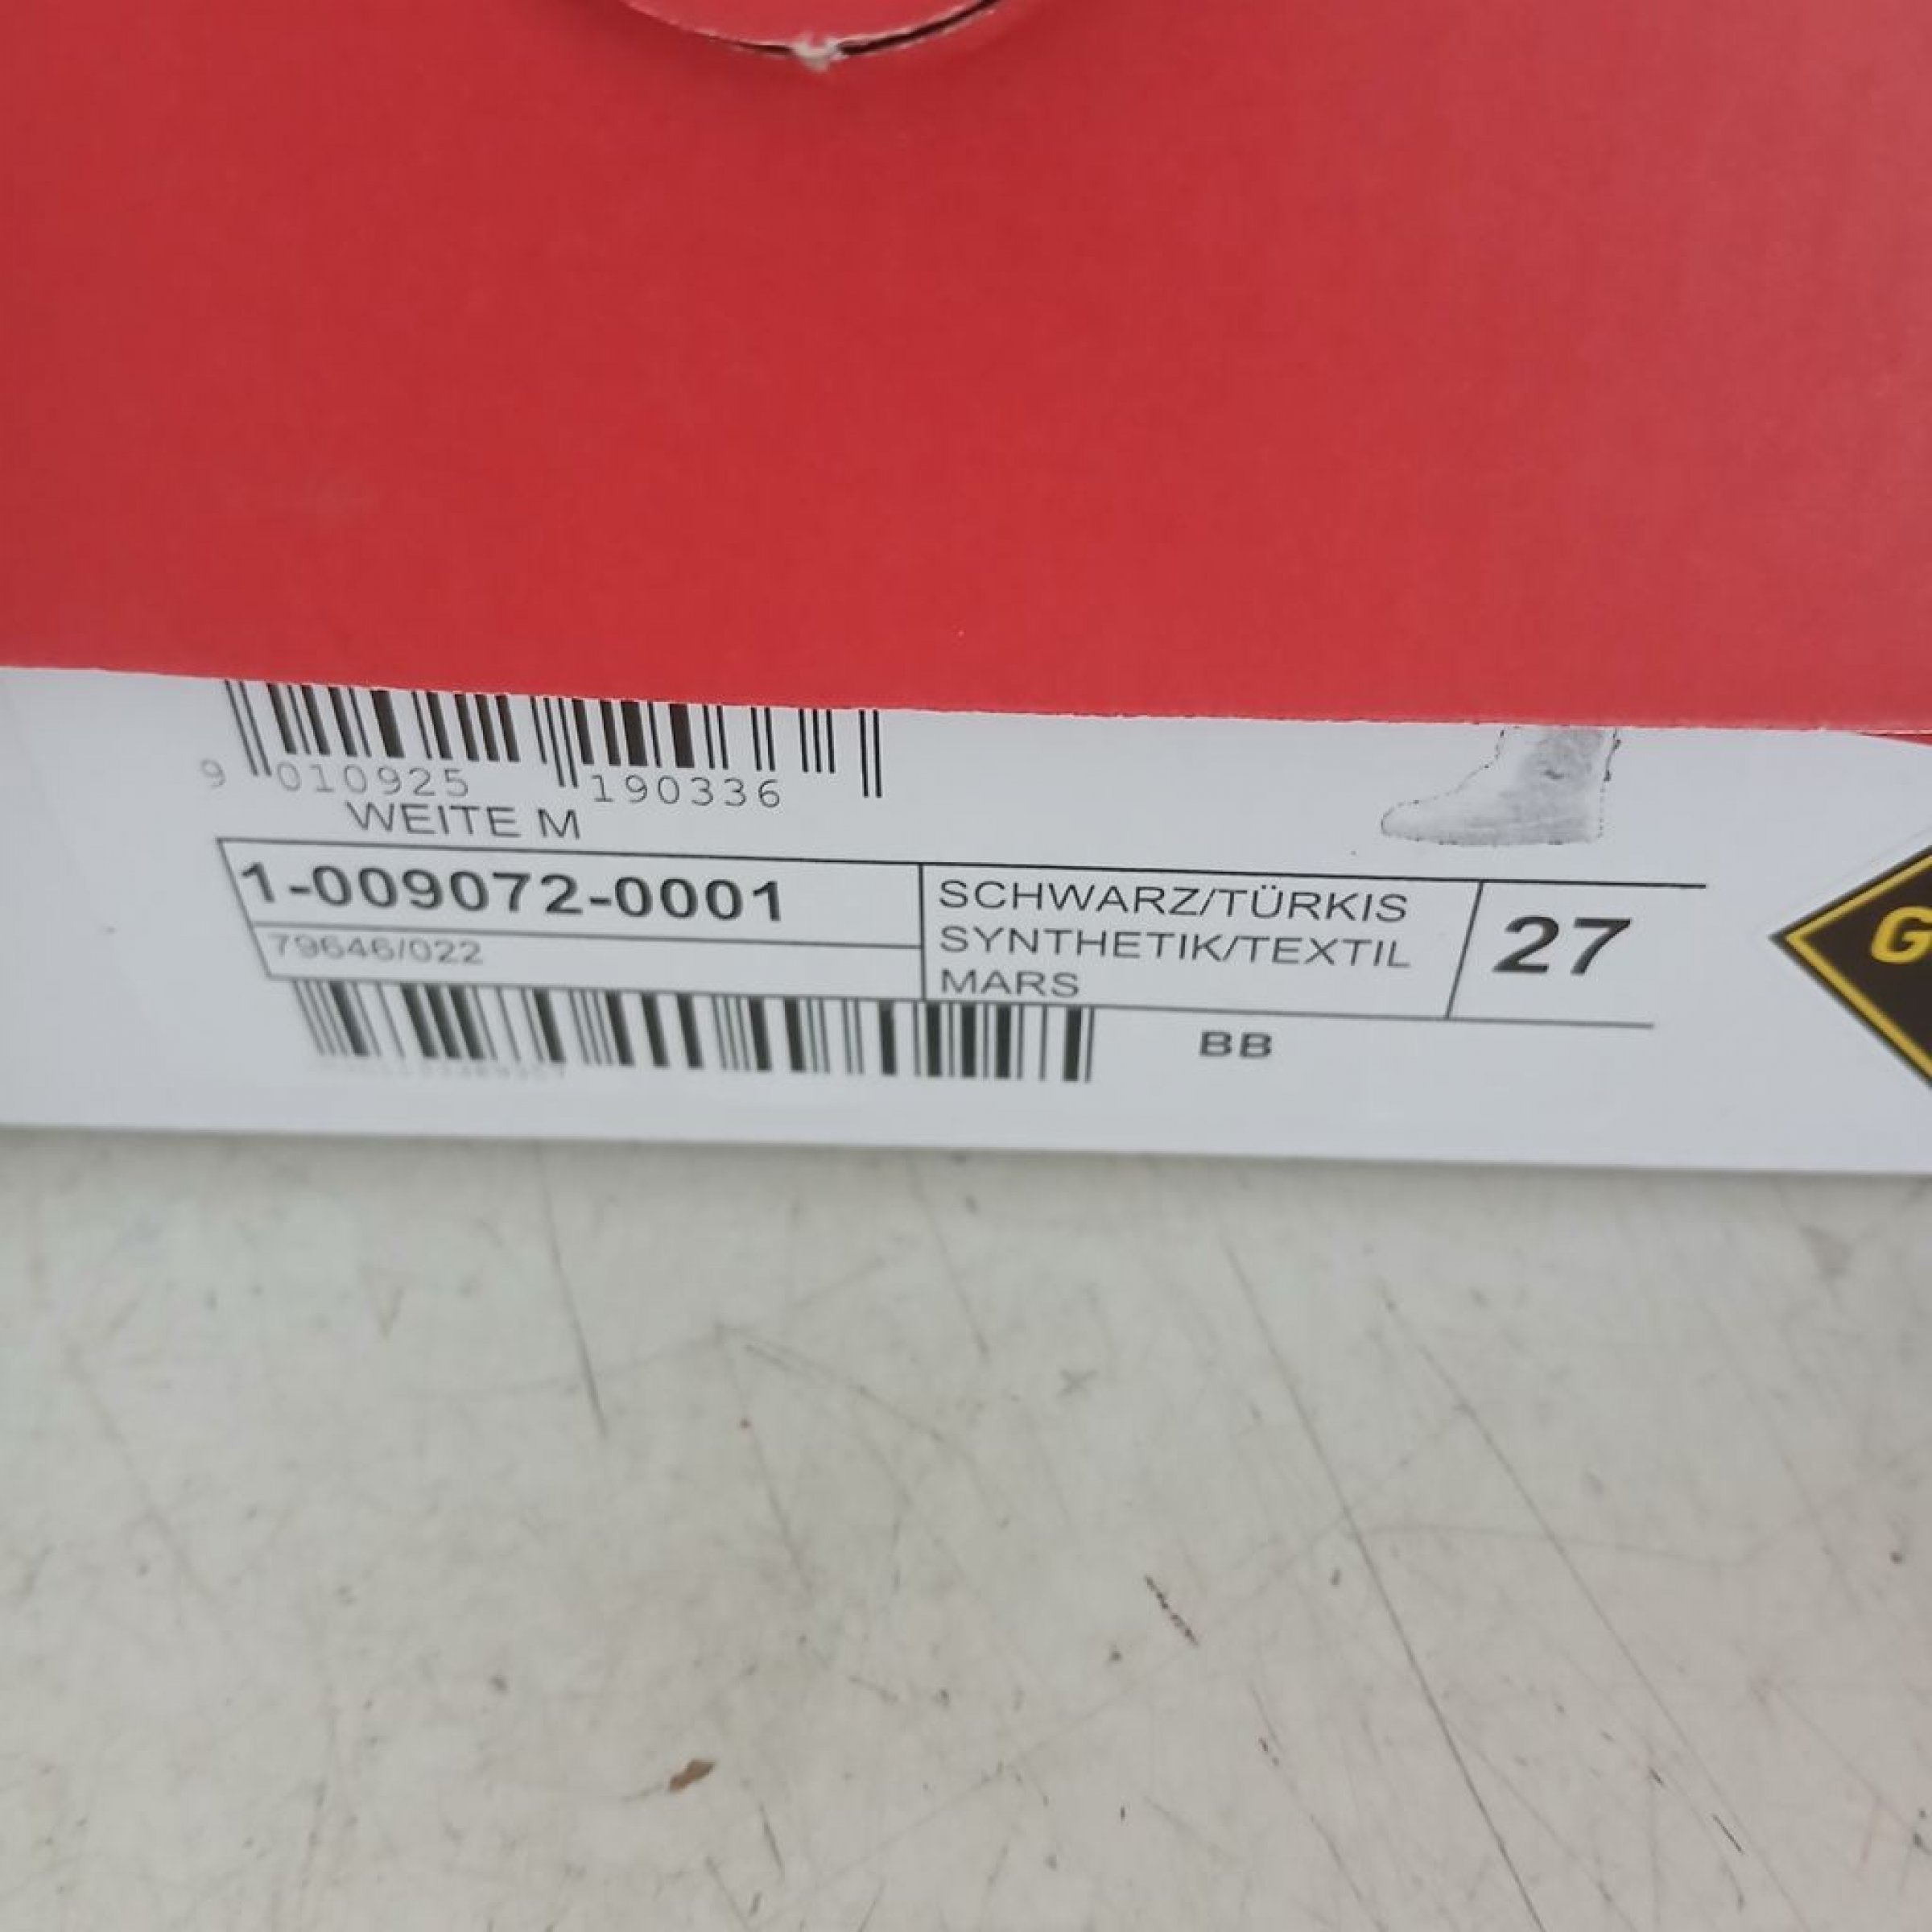 9 010925 190336
WEITE M
1-009072-0001
79646/022
SCHWARZ/TÜRKIS
SYNTHETIK/TEXTIL
MARS
27
BB
G